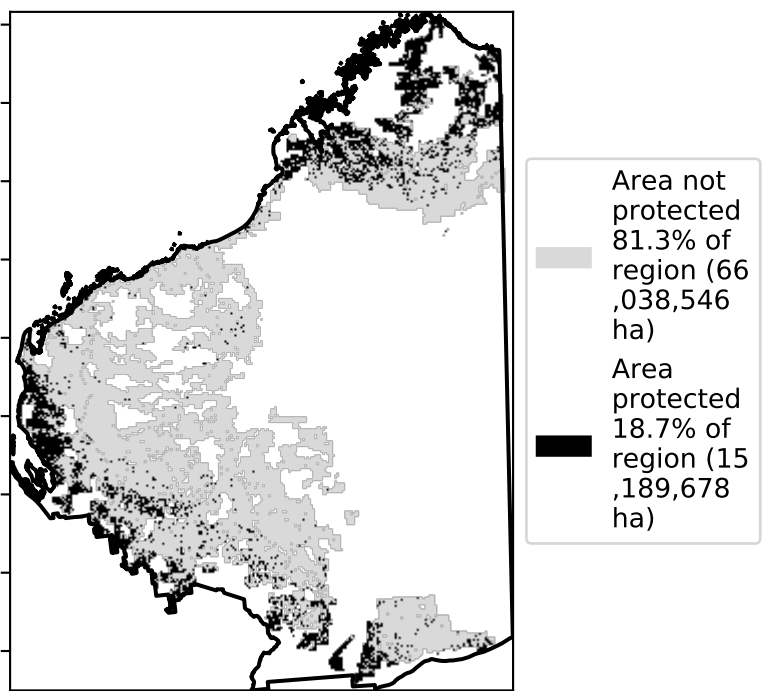 Area not
protected
81.3% of
region (66
,038,546
ha)
Area
protected
18.7% of
region (15
,189,678
ha)